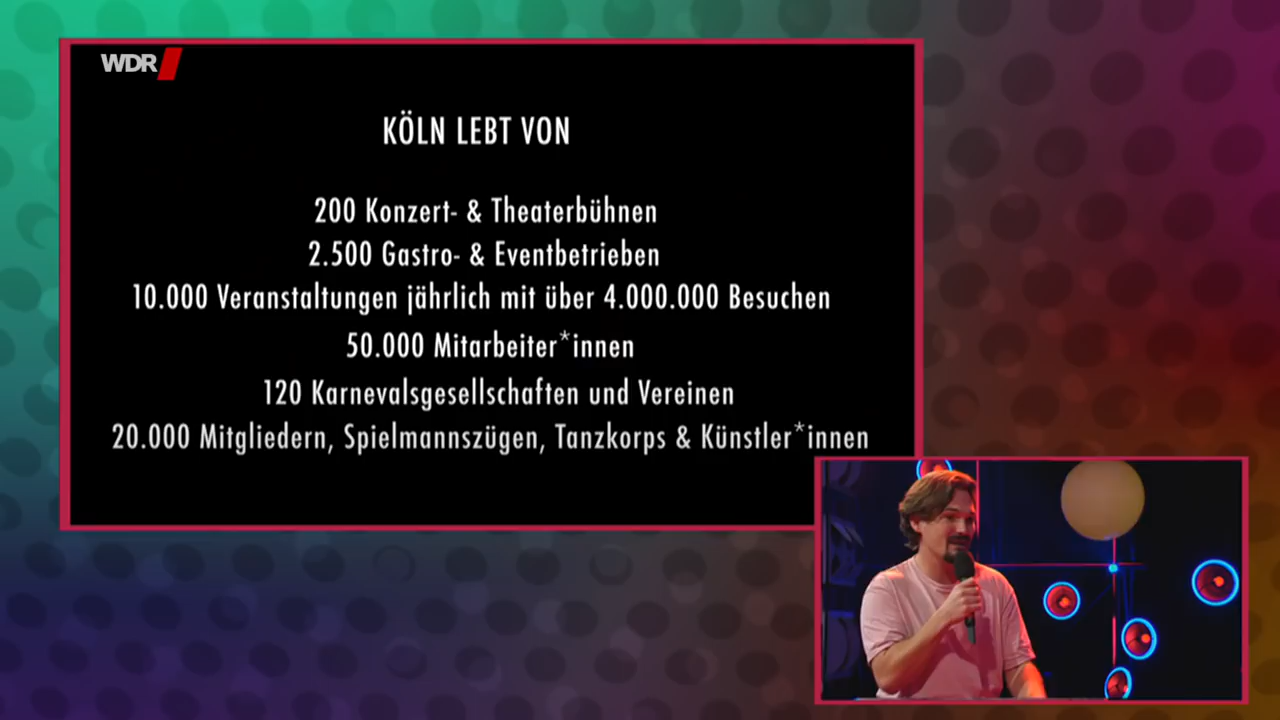 WDR
KÖLN LEBT VON
200 Konzert- & Theaterbühnen
2.500 Gastro- & Eventbetrieben
10.000 Veranstaltungen jährlich mit über 4.000.000 Besuchen
50.000 Mitarbeiter*innen
120 Karnevalsgesellschaften und Vereinen
20.000 Mitgliedern, Spielmannszügen, Tanzkorps & Künstler*innen